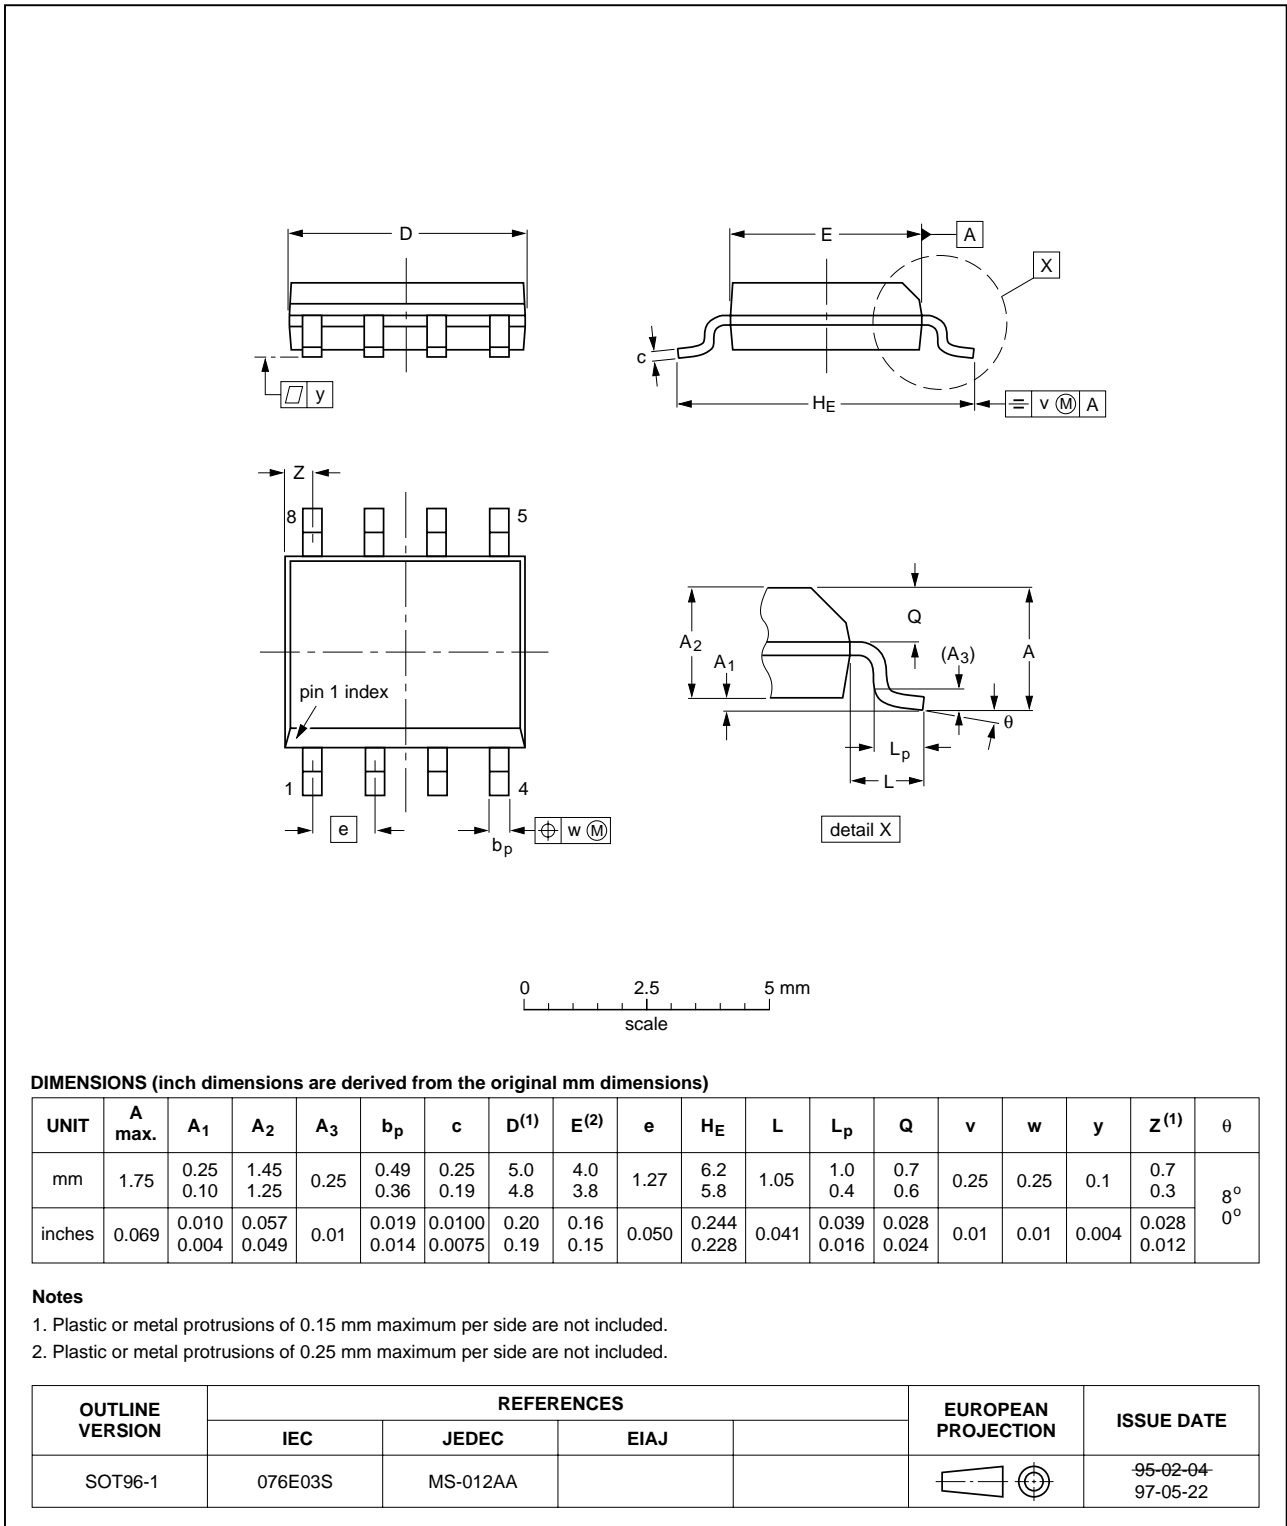 D
E
A
X
c
y
HE
v M A
Z
8
5
pin 1 index
1
4
e
bp
w M
Q
A2
A1
(A3)
A
θ
Lp
L
detail X
0 2.5 5 mm
scale
DIMENSIONS (inch dimensions are derived from the original mm dimensions)
UNIT A max. A1 A2 A3 bp c D(1) E(2) e HE L Lp Q v w y Z(1) θ
mm 1.75 0.25 0.10 1.45 1.25 0.25 0.49 0.36 0.25 0.19 5.0 4.8 4.0 3.8 1.27 6.2 5.8 1.05 1.0 0.4 0.7 0.6 0.25 0.25 0.1 0.7 0.3 8o 0o
inches 0.069 0.010 0.004 0.057 0.049 0.01 0.019 0.014 0.0100 0.0075 0.20 0.19 0.16 0.15 0.050 0.244 0.228 0.041 0.039 0.016 0.028 0.024 0.01 0.01 0.004 0.028 0.012
Notes
1. Plastic or metal protrusions of 0.15 mm maximum per side are not included.
2. Plastic or metal protrusions of 0.25 mm maximum per side are not included.
OUTLINE VERSION REFERENCES EUROPEAN PROJECTION ISSUE DATE
IEC JEDEC EIAJ
SOT96-1 076E03S MS-012AA 95-02-04
97-05-22